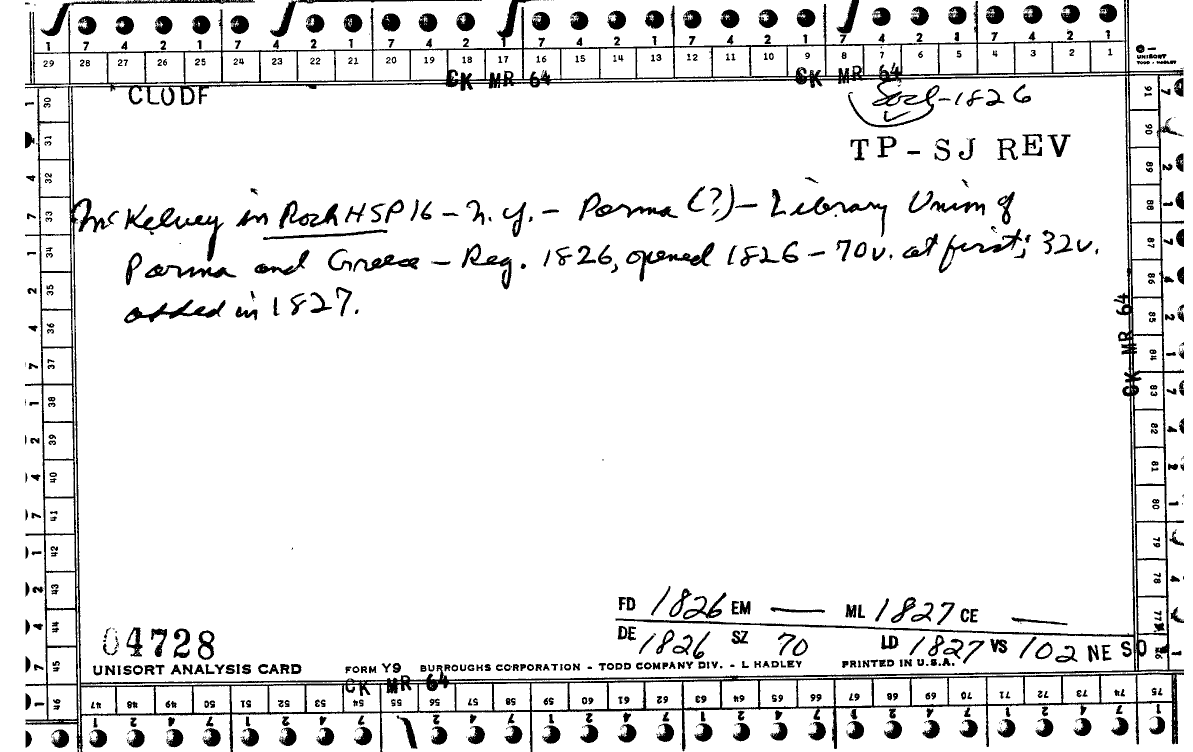 7 4 2 1 7 4 2 1 7 4 2 1 7 4 2 1 7 4 2 1 7 4 2 1
29 28 27 26 25 24 23 22 21 20 19 18 17 16 15 14 13 12 11 10 9 8 7 6 5 4 3 2 1
UNISORT
TODD - HADLEY
CK MR 64
CK MR 64
CLODF
-1826
TP-SJ REV
McKelvey in RochHSP 16 - N.Y. - Parma (?) - Library Union of
Parma and Greece - Reg. 1826, opened 1826 - 70v. at first; 32v.
added in 1827.
30 31 32 33 34 35 36 37 38 39 40 41 42 43 44 45 46
91 90 89 88 87 86 85 84 83 82 81 80 79 78 77 76
CK MR 64
FD 1826 EM — ML 1827 CE —
DE 1826 SZ 70 LD 1827 VS 102 NE SO
04728
UNISORT ANALYSIS CARD FORM Y9 BURROUGHS CORPORATION - TODD COMPANY DIV. - L HADLEY PRINTED IN U.S.A.
CK MR 64
47 48 49 50 51 52 53 54 55 56 57 58 59 60 61 62 63 64 65 66 67 68 69 70 71 72 73 74 75